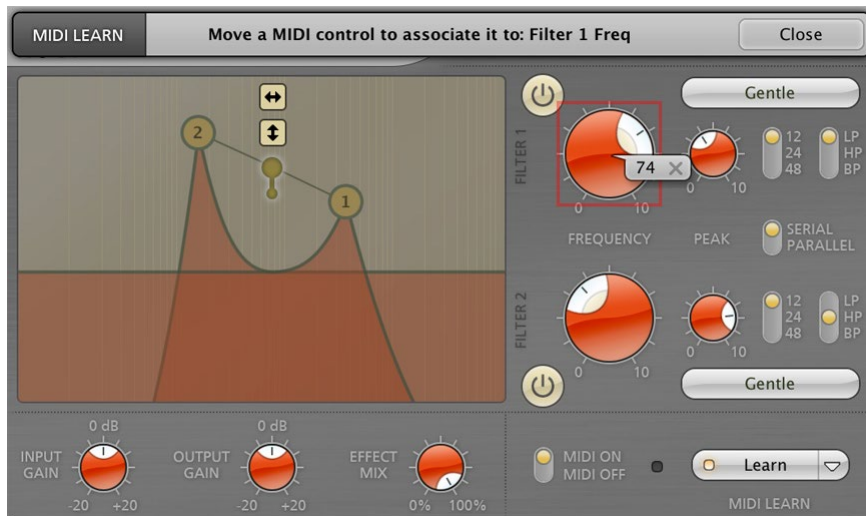 MIDI LEARN
Move a MIDI control to associate it to: Filter 1 Freq
Close
2
1
FILTER 1
74
0 10
FREQUENCY
Gentle
0 10
PEAK
12
24
48
LP
HP
BP
SERIAL
PARALLEL
FILTER 2
0 10
0 10
12
24
48
LP
HP
BP
Gentle
INPUT
GAIN
0 dB
-20 +20
OUTPUT
GAIN
0 dB
-20 +20
EFFECT
MIX
0% 100%
MIDI ON
MIDI OFF
Learn
MIDI LEARN